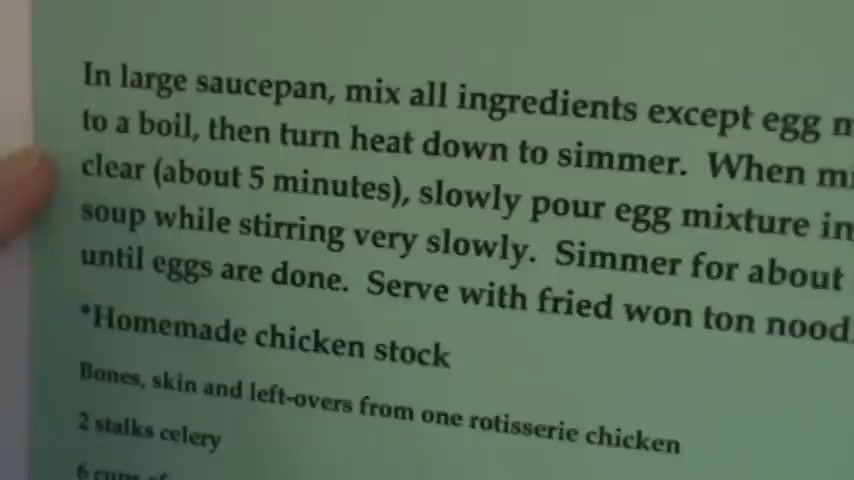 In large saucepan, mix all ingredients except egg
to a boil, then turn heat down to simmer. When
clear (about 5 minutes), slowly pour egg mixture
soup while stirring very slowly. Simmer for about
until eggs are done. Serve with fried won ton
*Homemade chicken stock
Bones, skin and left-overs from one rotisserie chicken
2 stalks celery
6 cups of